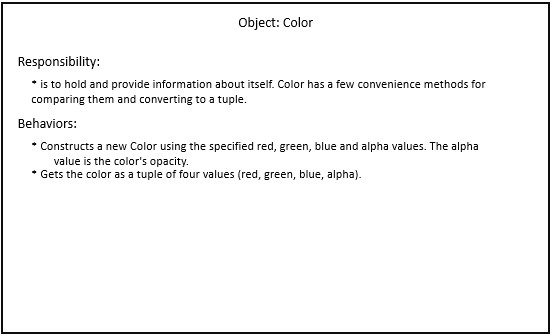 Object: Color
Responsibility:
* is to hold and provide information about itself. Color has a few convenience methods for
comparing them and converting to a tuple.
Behaviors:
* Constructs a new Color using the specified red, green, blue and alpha values. The alpha
value is the color's opacity.
* Gets the color as a tuple of four values (red, green, blue, alpha).